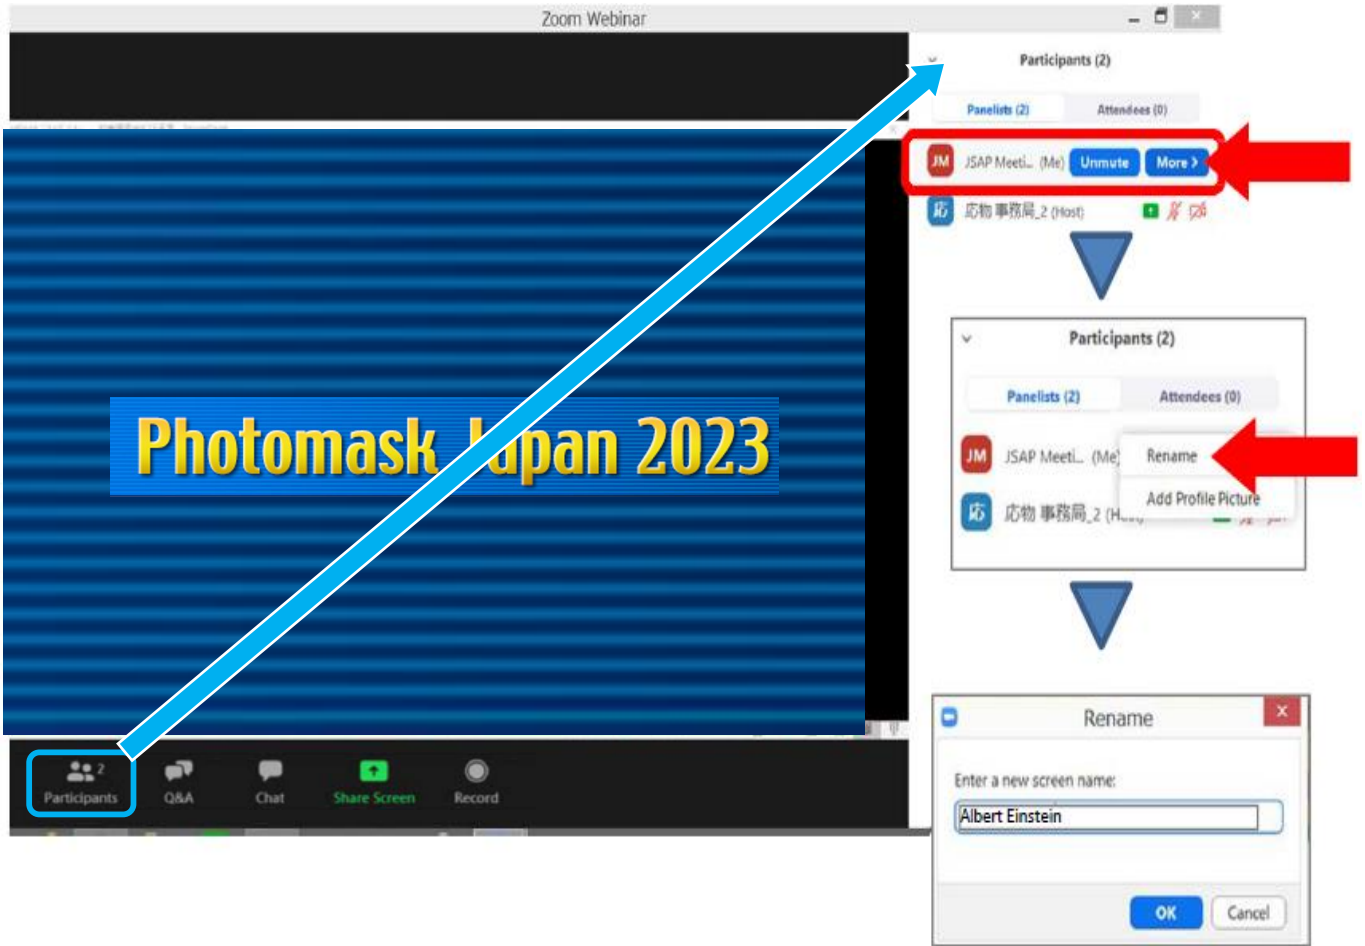 Zoom Webinar
Participants (2)
Panelists (2)
Attendees (0)
JM
JSAP Meeti... (Me)
Unmute
More >
応
応物 事務局_2 (Host)
Participants (2)
Panelists (2)
Attendees (0)
JM
JSAP Meeti... (Me)
Rename
応
応物 事務局_2
Add Profile Picture
Photomask Japan 2023
2
Participants
Q&A
Chat
Share Screen
Record
Rename
Enter a new screen name:
Albert Einstein
OK
Cancel